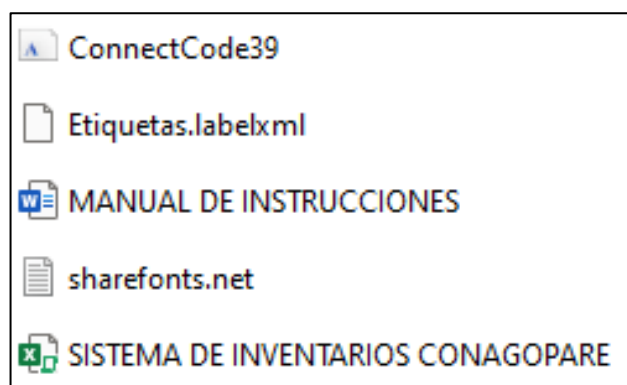 ConnectCode39
Etiquetas.labelxml
MANUAL DE INSTRUCCIONES
sharefonts.net
SISTEMA DE INVENTARIOS CONAGOPARE